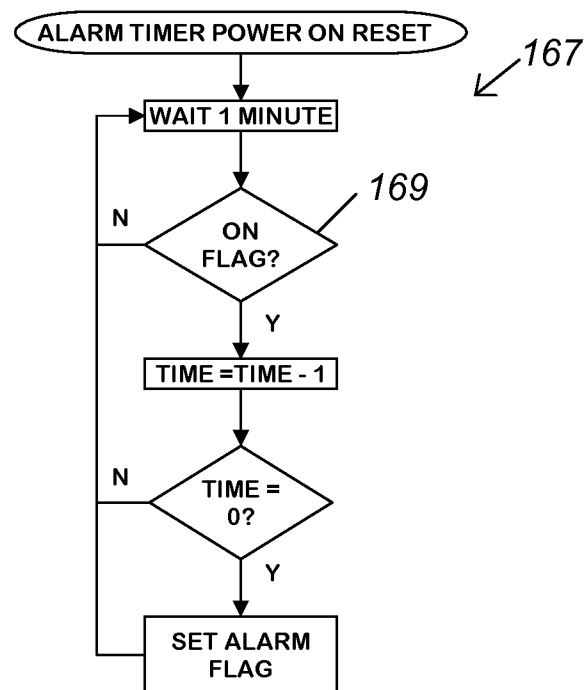 ALARM TIMER POWER ON RESET
167
WAIT 1 MINUTE
169
N
ON
FLAG?
Y
TIME =TIME - 1
N
TIME =
0?
Y
SET ALARM
FLAG